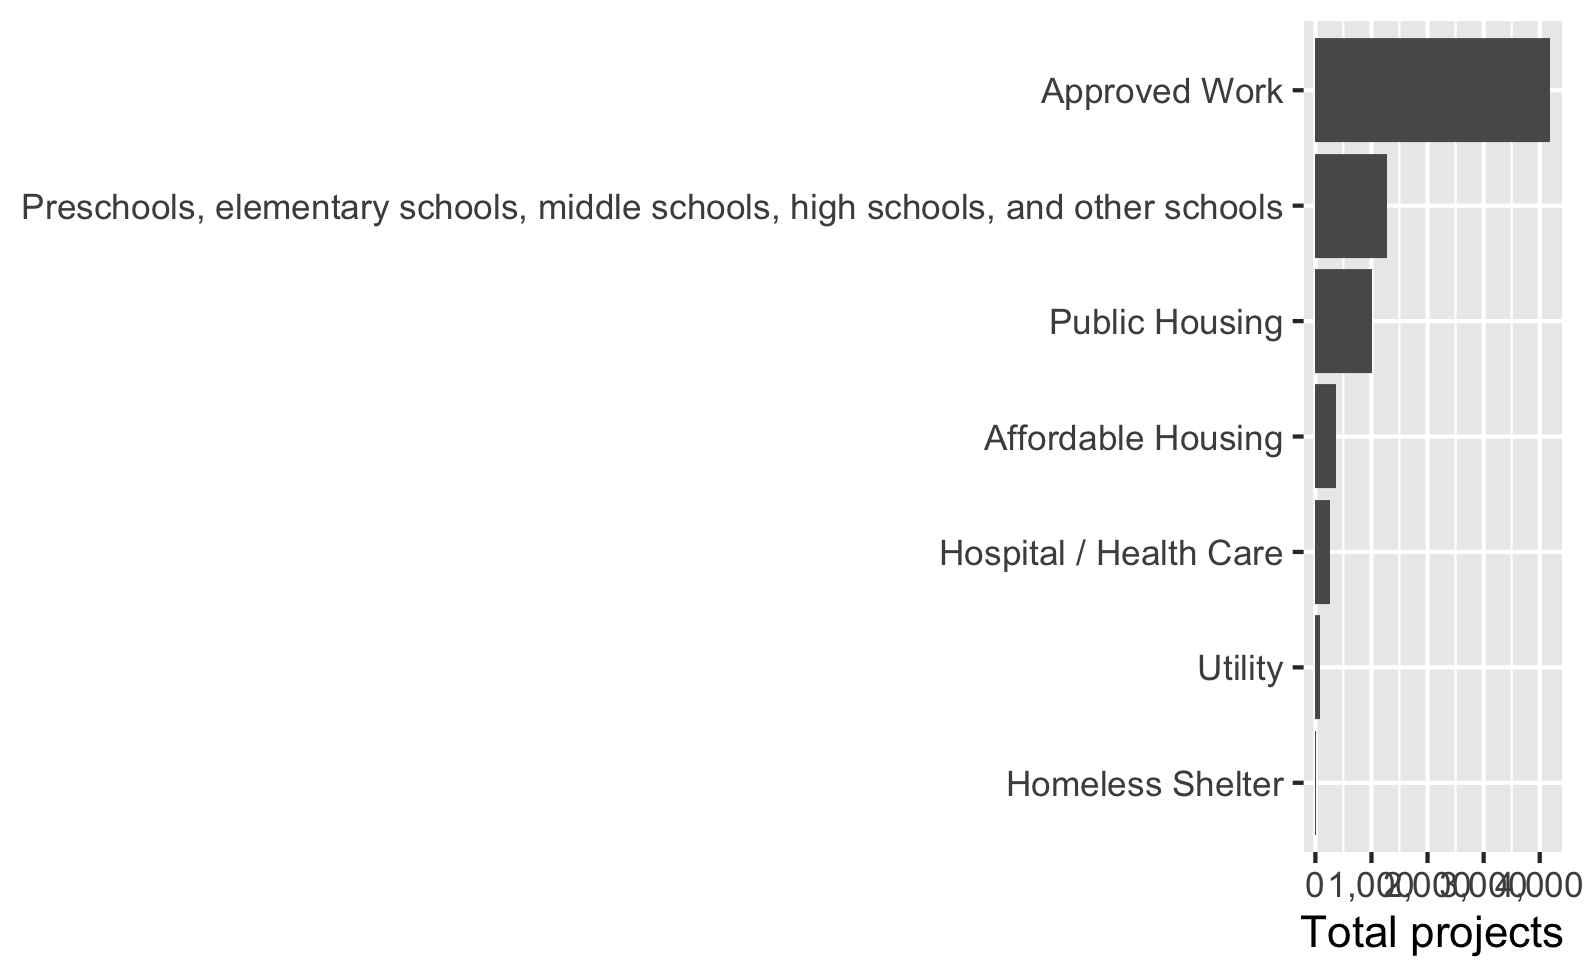 Approved Work
Preschools, elementary schools, middle schools, high schools, and other schools
Public Housing
Affordable Housing
Hospital / Health Care
Utility
Homeless Shelter
0 1,000 2,000 3,000 4,000
Total projects